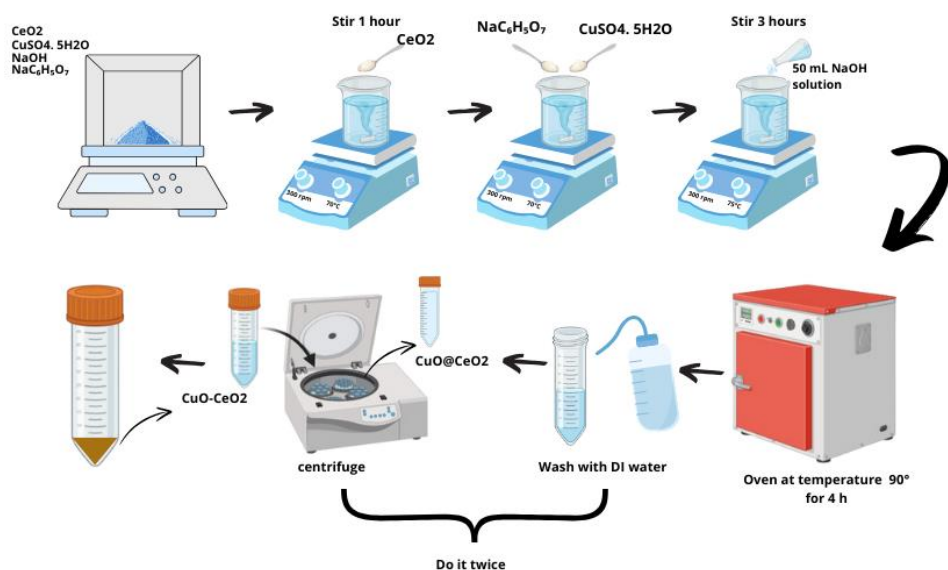 CeO2
CuSO4. 5H2O
NaOH
NaC₆H₅O₇
Stir 1 hour
CeO2
300 rpm
70°C
NaC₆H₅O₇
CuSO4. 5H2O
300 rpm
70°C
Stir 3 hours
50 mL NaOH
solution
300 rpm
75°C
Oven at temperature 90°
for 4 h
Wash with DI water
CuO@CeO2
centrifuge
CuO-CeO2
Do it twice